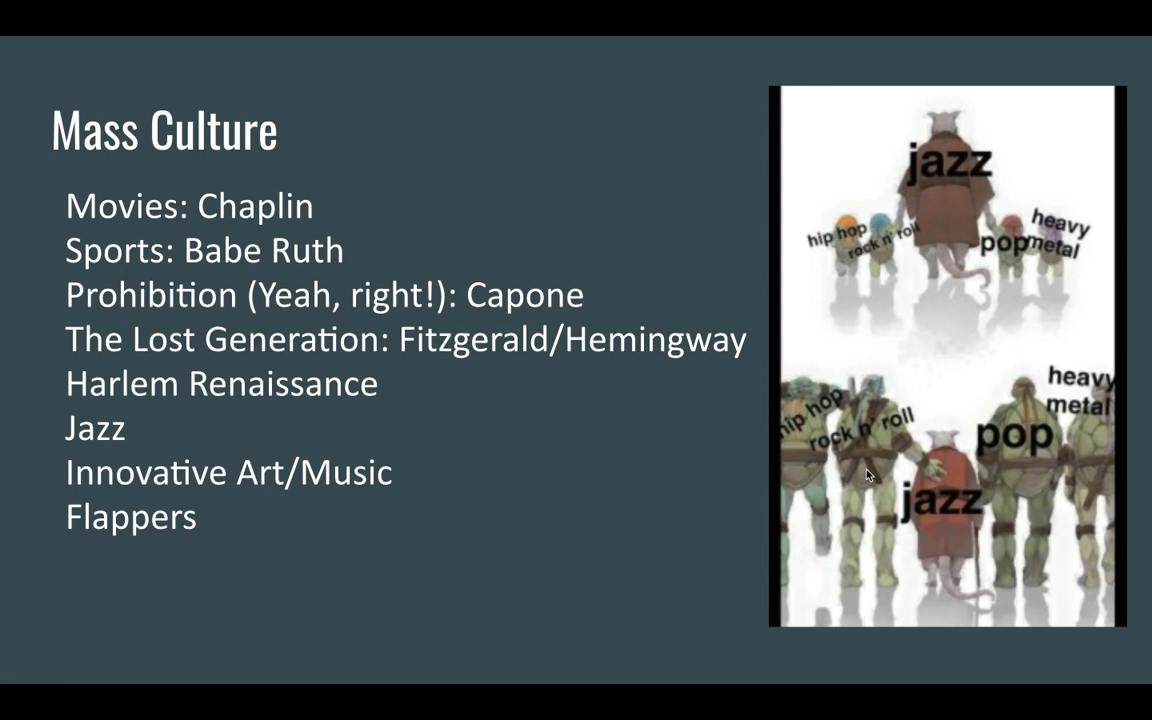 Mass Culture
Movies: Chaplin
Sports: Babe Ruth
Prohibition (Yeah, right!): Capone
The Lost Generation: Fitzgerald/Hemingway
Harlem Renaissance
Jazz
Innovative Art/Music
Flappers
jazz
hip hop
rock n' roll
pop
heavy
metal
hip hop
rock n' roll
jazz
pop
heavy
metal